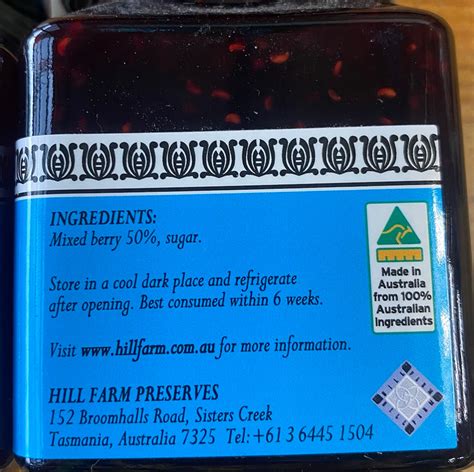 INGREDIENTS:
Mixed berry 50%, sugar.
Store in a cool dark place and refrigerate
after opening. Best consumed within 6 weeks.
Visit www.hillfarm.com.au for more information.
HILL FARM PRESERVES
152 Broomhalls Road, Sisters Creek
Tasmania, Australia 7325 Tel:+61 3 6445 1504
Made in
Australia
from 100%
Australian
Ingredients